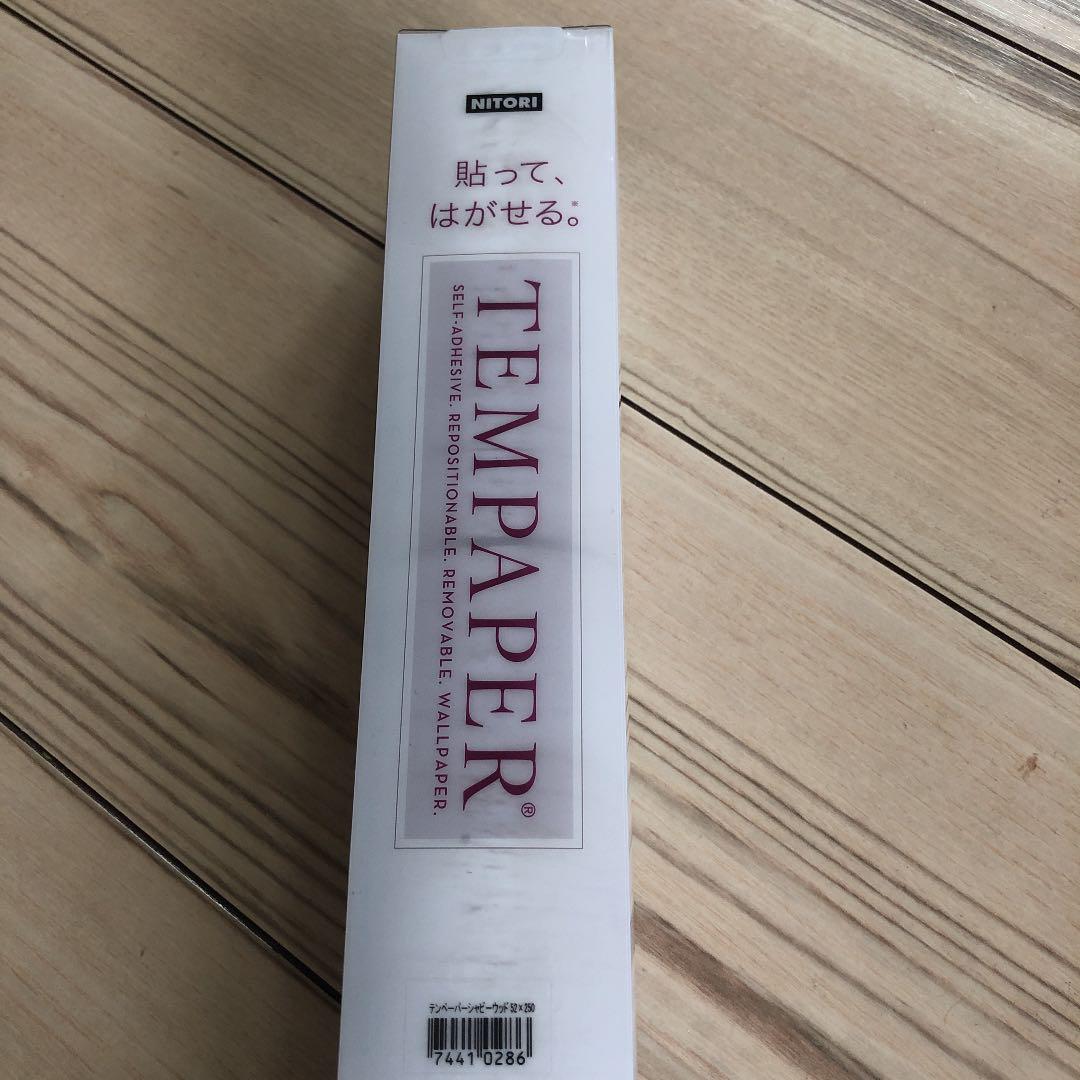 NITORI
貼って、
はがせる。※
TEMPAPER®
SELF-ADHESIVE. REPOSITIONABLE. REMOVABLE. WALLPAPER.
テンペーパーシャビーウッド 52×250
7441 0286